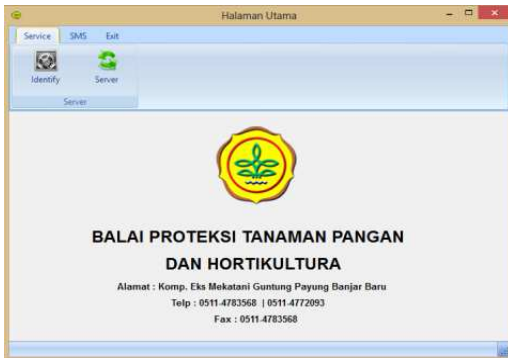 Halaman Utama
Service SMS Exit
Identify Server
Server
BALAI PROTEKSI TANAMAN PANGAN
DAN HORTIKULTURA
Alamat : Komp. Eks Mekatani Guntung Payung Banjar Baru
Telp : 0511-4783568 | 0511-4772093
Fax : 0511-4783568